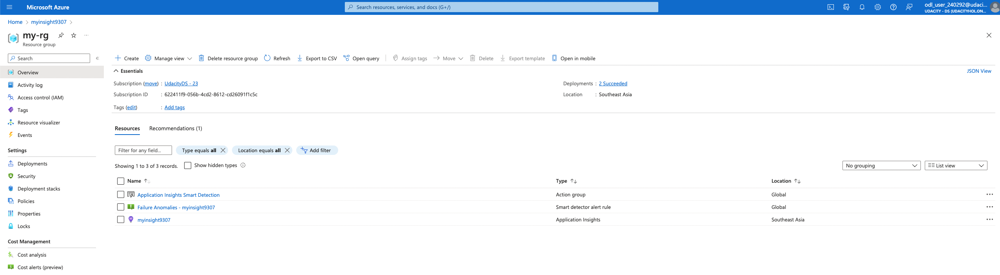 Microsoft Azure
Search resources, services, and docs (G+/)
odl_user_240292@udaci...
UDACITY - DS (UDACITYHOL.ON...
Home > myinsight9307 >
my-rg
Resource group
Search
Create Manage view Delete resource group Refresh Export to CSV Open query Assign tags Move Delete Export template Open in mobile
Overview
Activity log
Access control (IAM)
Tags
Resource visualizer
Events
Settings
Deployments
Security
Deployment stacks
Policies
Properties
Locks
Cost Management
Cost analysis
Cost alerts (preview)
Essentials
JSON View
Subscription (move) : UdacityDS - 23
Deployments : 2 Succeeded
Subscription ID : 622411f9-056b-4cd2-8612-cd26091f1c5c
Location : Southeast Asia
Tags (edit) : Add tags
Resources Recommendations (1)
Filter for any field... Type equals all Location equals all Add filter
Showing 1 to 3 of 3 records. Show hidden types
No grouping List view
Name Type Location
Application Insights Smart Detection Action group Global
Failure Anomalies - myinsight9307 Smart detector alert rule Global
myinsight9307 Application Insights Southeast Asia